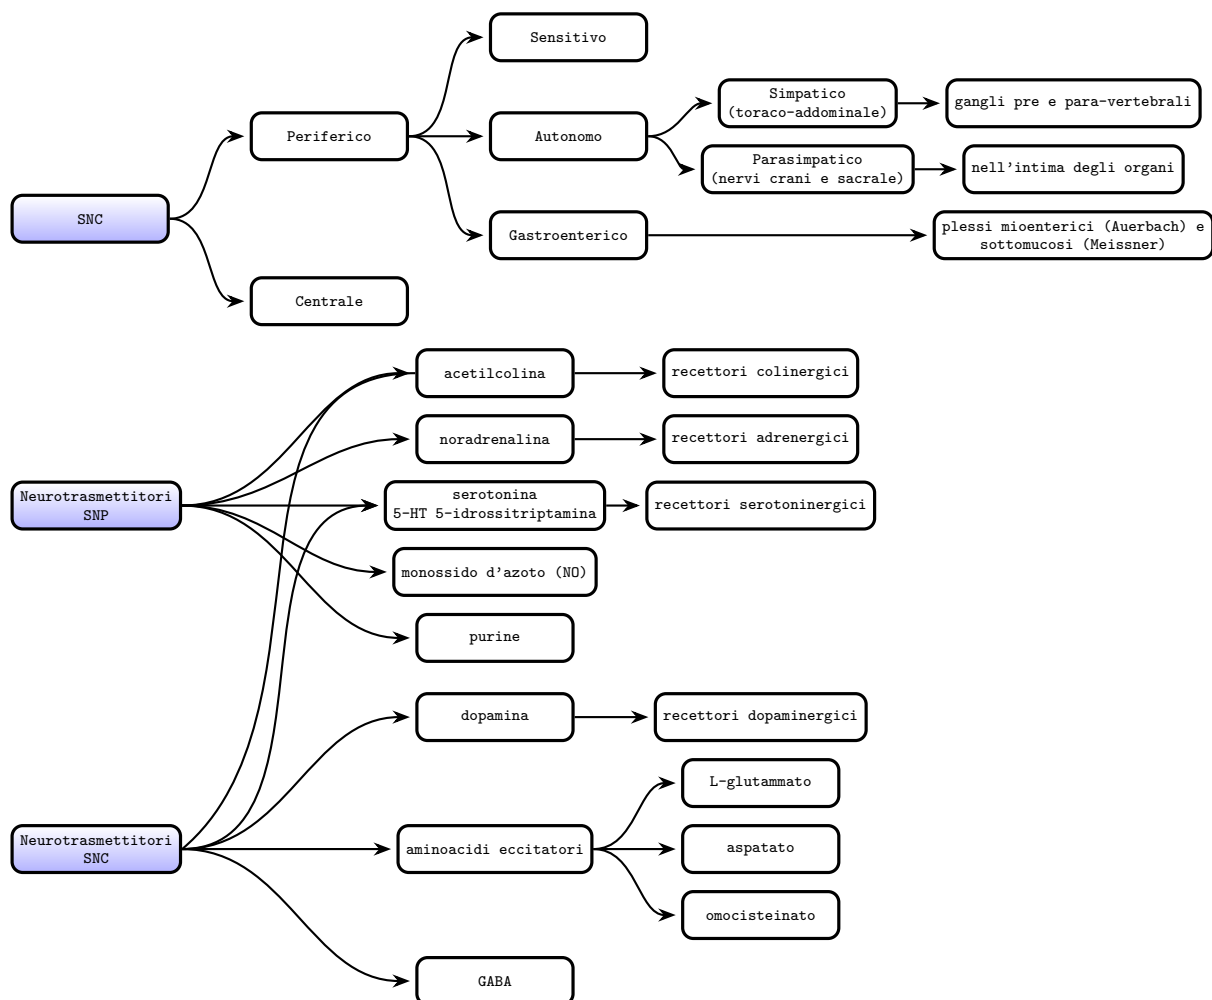 Sensitivo
Simpatico
(toraco-addominale)
gangli pre e para-vertebrali
Periferico
Autonomo
Parasimpatico
(nervi crani e sacrale)
nell'intima degli organi
SNC
Gastroenterico
plessi mioenterici (Auerbach) e
sottomucosi (Meissner)
Centrale
acetilcolina
recettori colinergici
noradrenalina
recettori adrenergici
Neurotrasmettitori
SNP
serotonina
5-HT 5-idrossitriptamina
recettori serotoninergici
monossido d'azoto (NO)
purine
dopamina
recettori dopaminergici
L-glutammato
Neurotrasmettitori
SNC
aminoacidi eccitatori
aspatato
omocisteinato
GABA